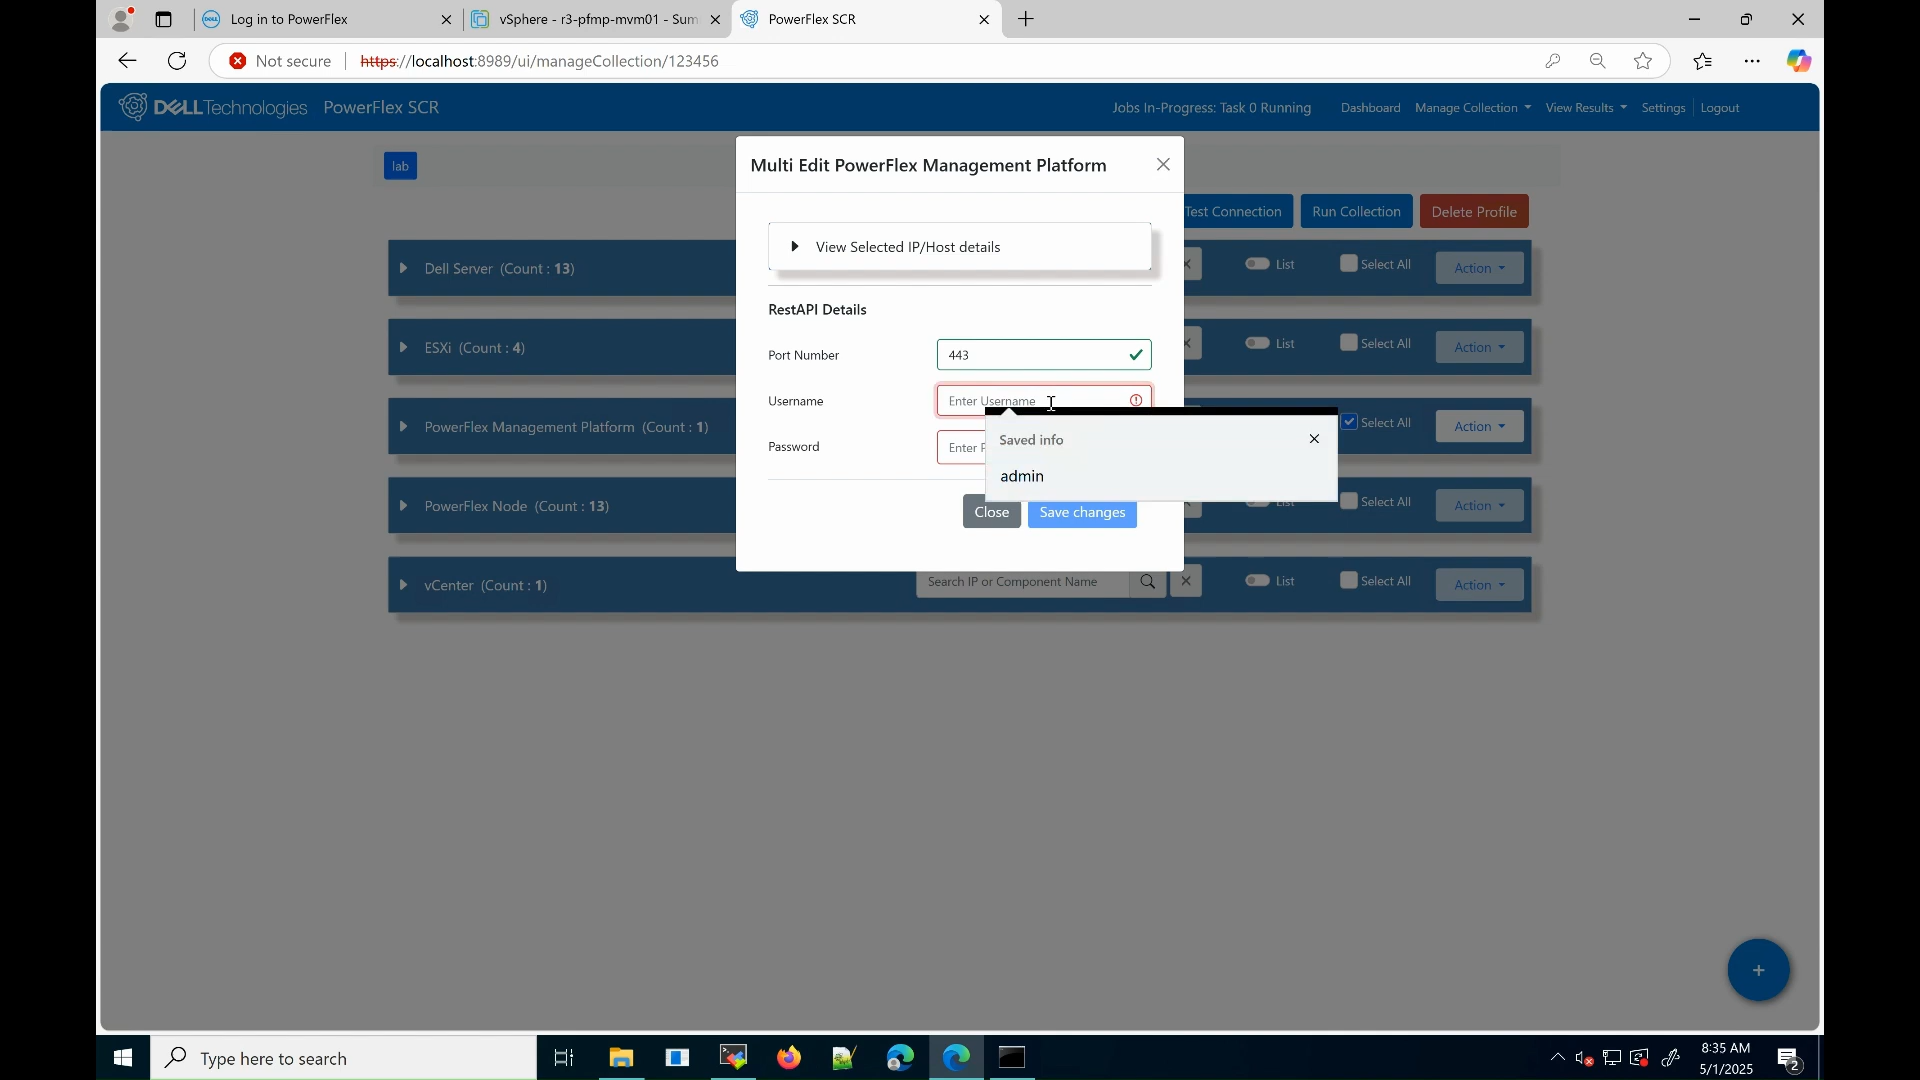 Log in to PowerFlex
vSphere - r3-pfmp-mvm01 - Sum
PowerFlex SCR
Not secure
https://localhost:8989/ui/manageCollection/123456
DELLTechnologies PowerFlex SCR
Jobs In-Progress: Task 0 Running
Dashboard
Manage Collection
View Results
Settings
Logout
lab
Multi Edit PowerFlex Management Platform
Test Connection
Run Collection
Delete Profile
View Selected IP/Host details
Dell Server (Count : 13)
List
Select All
Action
RestAPI Details
ESXi (Count : 4)
Port Number
443
List
Select All
Action
Username
Enter Username
PowerFlex Management Platform (Count : 1)
Select All
Action
Password
Enter
Saved info
admin
PowerFlex Node (Count : 13)
Close
Save changes
List
Select All
Action
vCenter (Count : 1)
Search IP or Component Name
List
Select All
Action
+
Type here to search
8:35 AM
5/1/2025
2